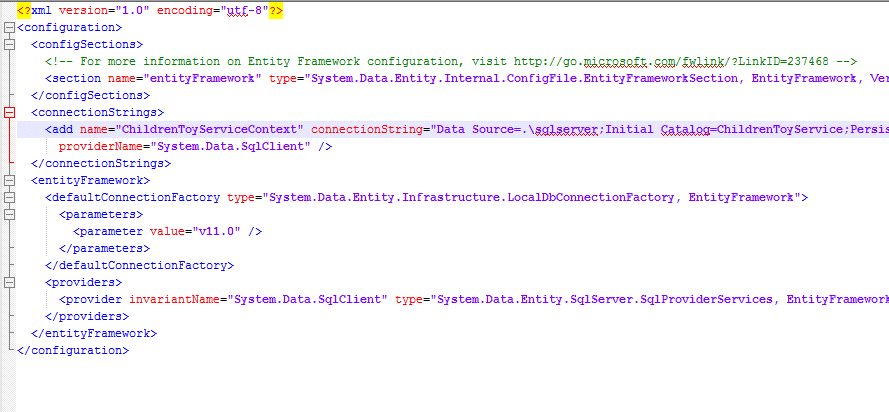 <?xml version="1.0" encoding="utf-8"?>
<configuration>
<configSections>
<!-- For more information on Entity Framework configuration, visit http://go.microsoft.com/fwlink/?LinkID=237468 -->
<section name="entityFramework" type="System.Data.Entity.Internal.ConfigFile.EntityFrameworkSection, EntityFramework, Ver
</configSections>
<connectionStrings>
<add name="ChildrenToyServiceContext" connectionString="Data Source=.\sqlserver;Initial Catalog=ChildrenToyService;Persis
providerName="System.Data.SqlClient" />
</connectionStrings>
<entityFramework>
<defaultConnectionFactory type="System.Data.Entity.Infrastructure.LocalDbConnectionFactory, EntityFramework">
<parameters>
<parameter value="v11.0" />
</parameters>
</defaultConnectionFactory>
<providers>
<provider invariantName="System.Data.SqlClient" type="System.Data.Entity.SqlServer.SqlProviderServices, EntityFramework
</providers>
</entityFramework>
</configuration>